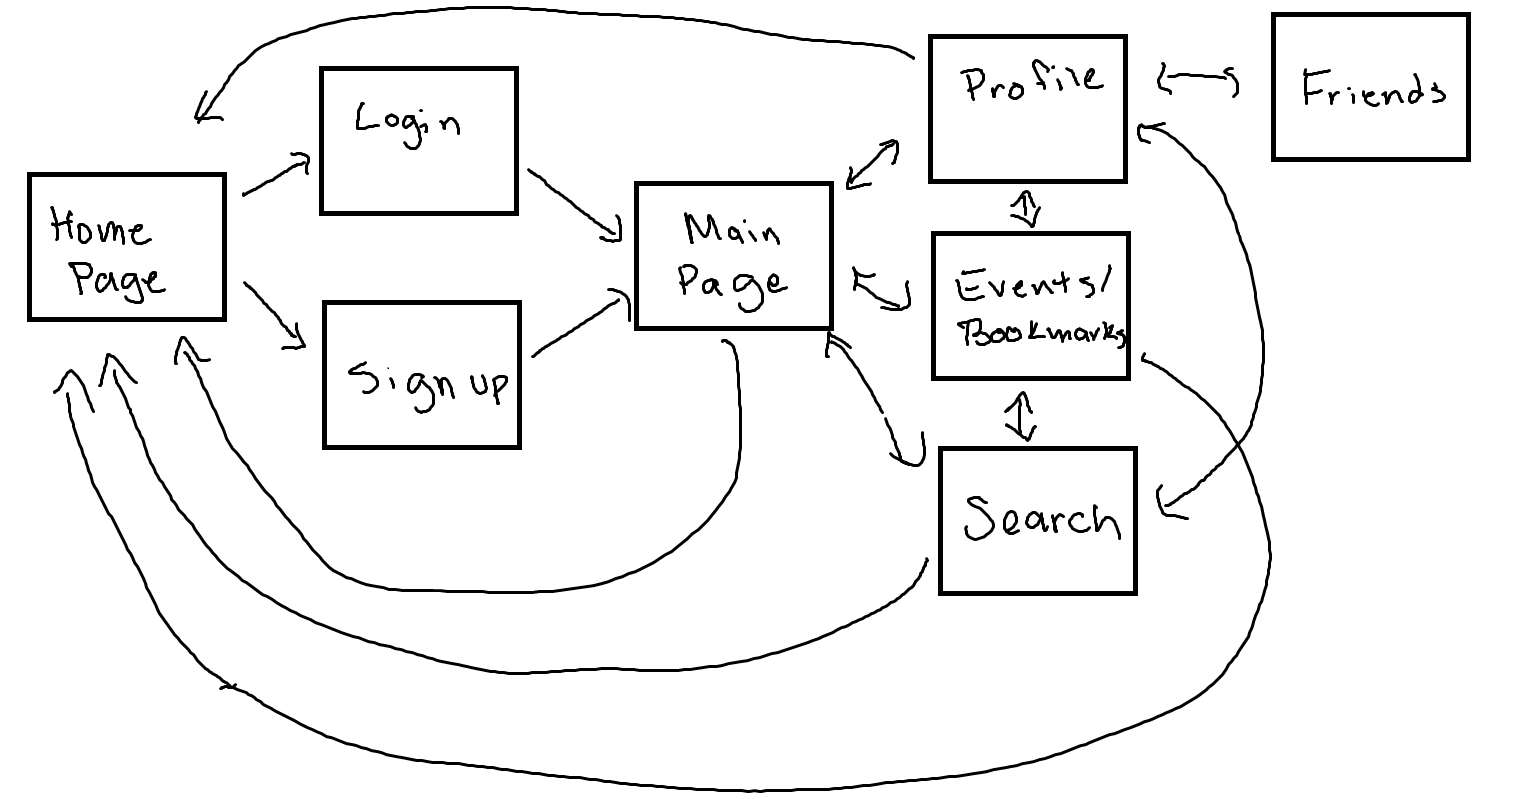 Home
Page
Login
Sign up
Main
Page
Profile
Events/
Bookmarks
Search
Friends